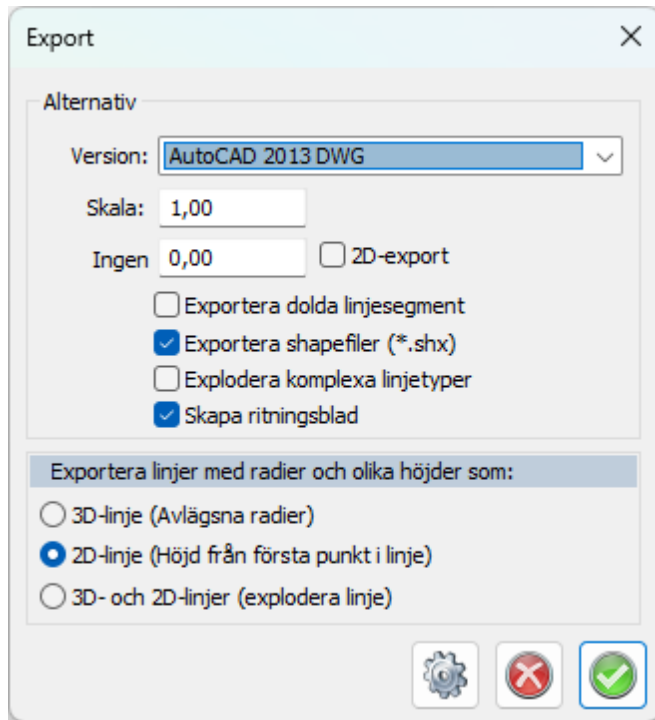 Export
Alternativ
Version: AutoCAD 2013 DWG
Skala: 1,00
Ingen 0,00 2D-export
Exportera dolda linjesegment
Exportera shapefiler (*.shx)
Explodera komplexa linjetyper
Skapa ritningsblad
Exportera linjer med radier och olika höjder som:
3D-linje (Avlägsna radier)
2D-linje (Höjd från första punkt i linje)
3D- och 2D-linjer (explodera linje)